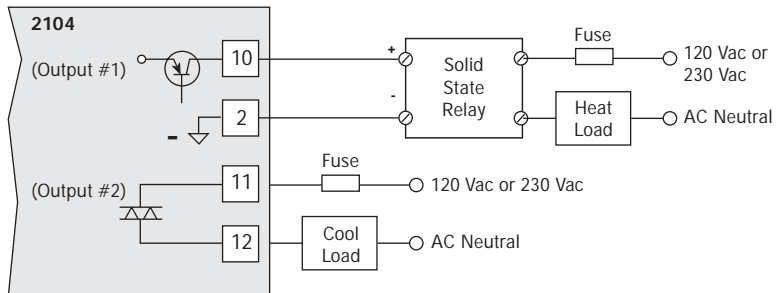 2104
(Output #1)
10
+
Solid
State
Relay
Fuse
120 Vac or
230 Vac
2
-
-
Heat
Load
AC Neutral
(Output #2)
11
Fuse
120 Vac or 230 Vac
12
Cool
Load
AC Neutral